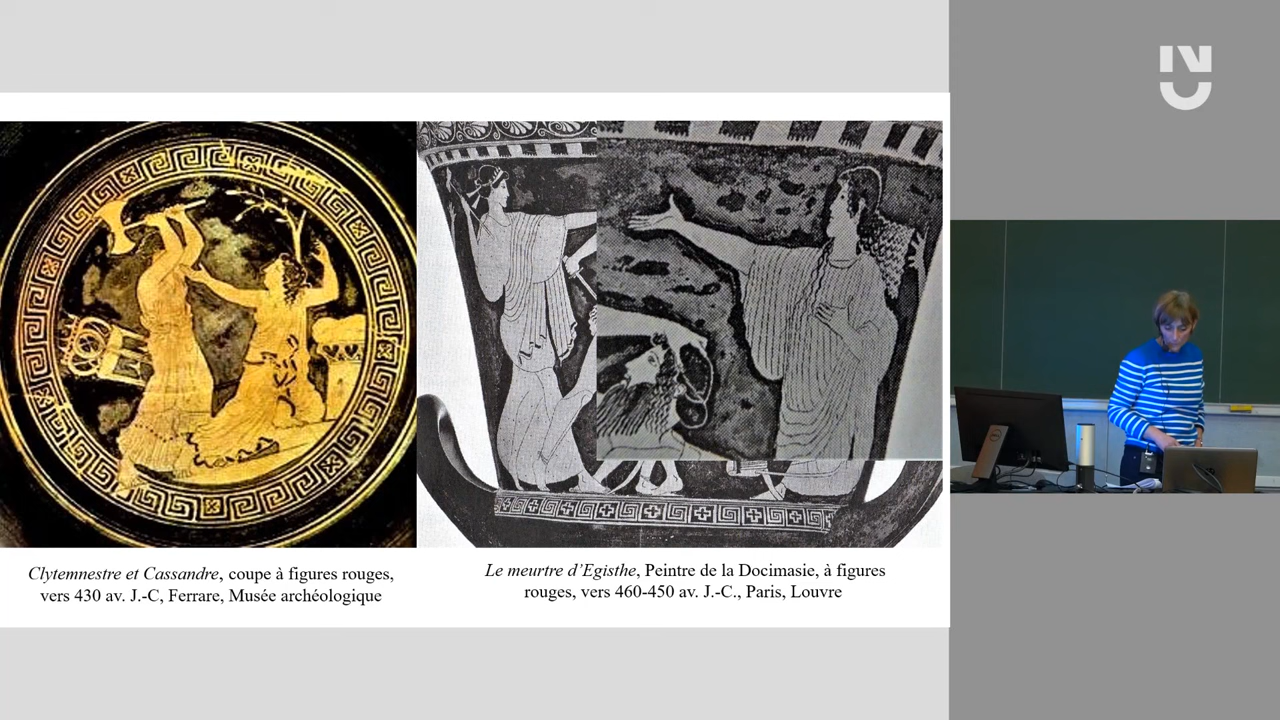 NU
Clytemnestre et Cassandre, coupe à figures rouges,
vers 430 av. J.-C, Ferrare, Musée archéologique
Le meurtre d’Egisthe, Peintre de la Docimasie, à figures
rouges, vers 460-450 av. J.-C., Paris, Louvre